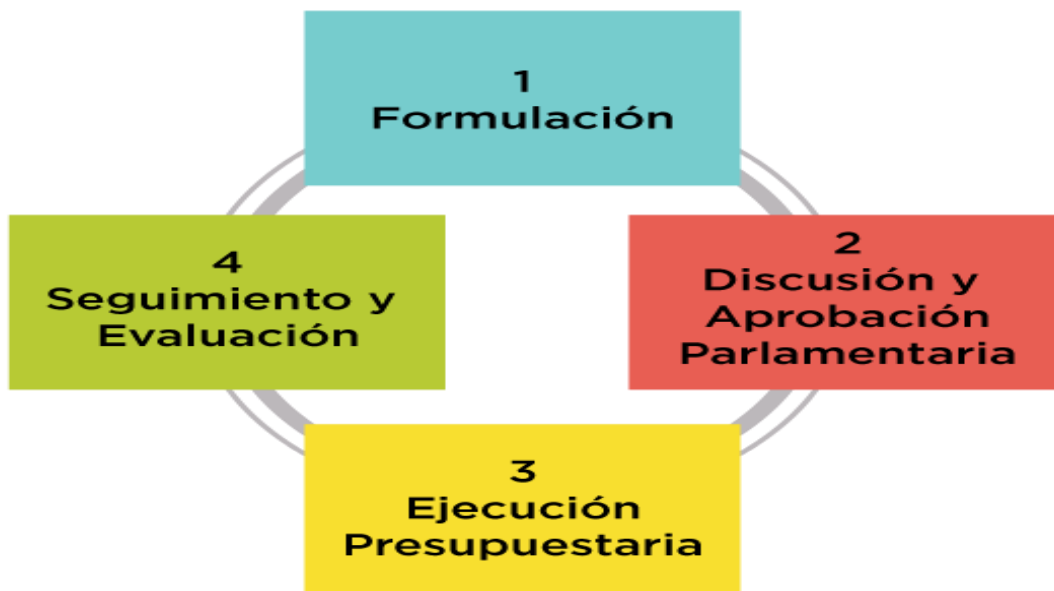 1
Formulación
2
Discusión y
Aprobación
Parlamentaria
3
Ejecución
Presupuestaria
4
Seguimiento y
Evaluación